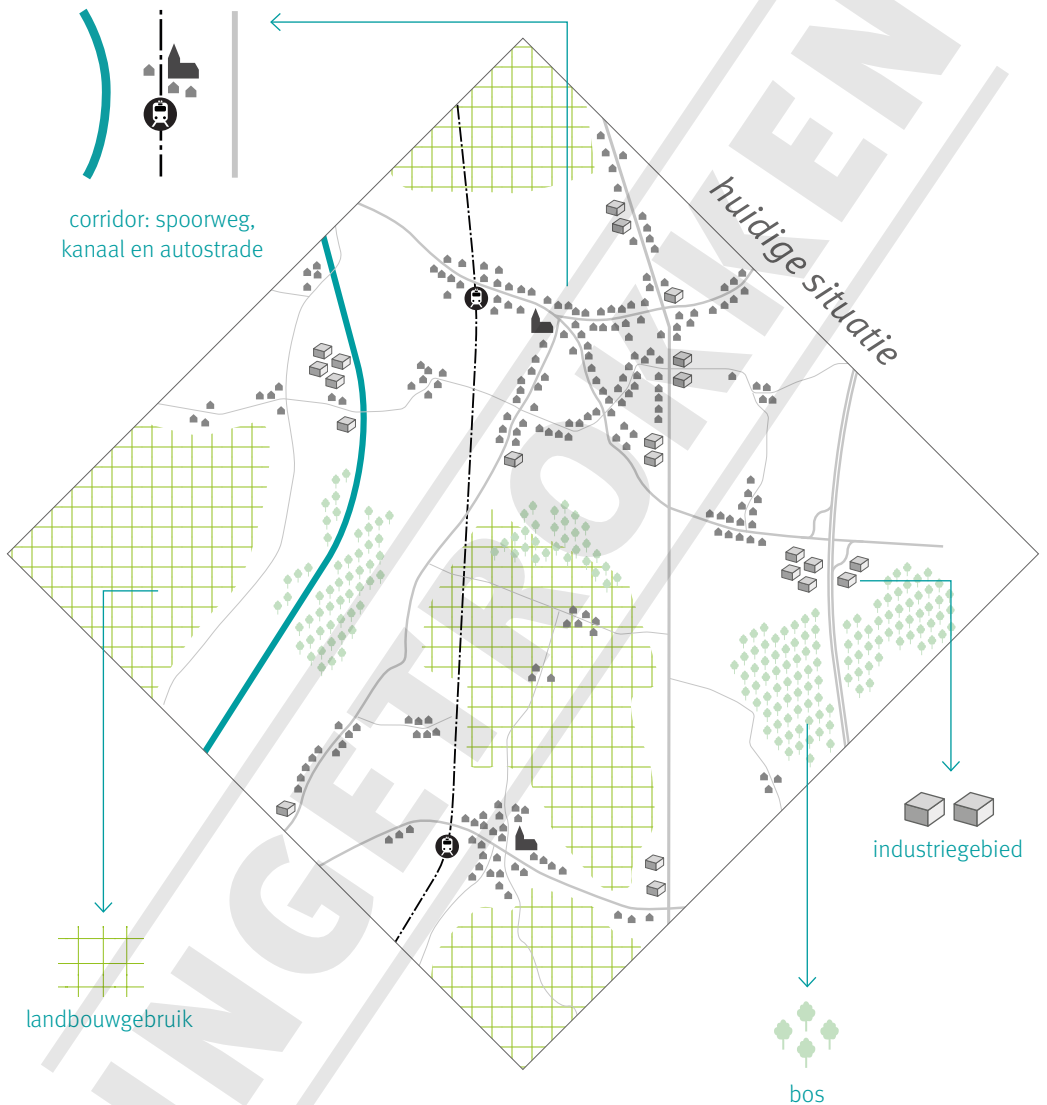 corridor: spoorweg,
kanaal en autostrade
huidige situatie
industriegebied
landbouwgebruik
bos
INGETROKKEN